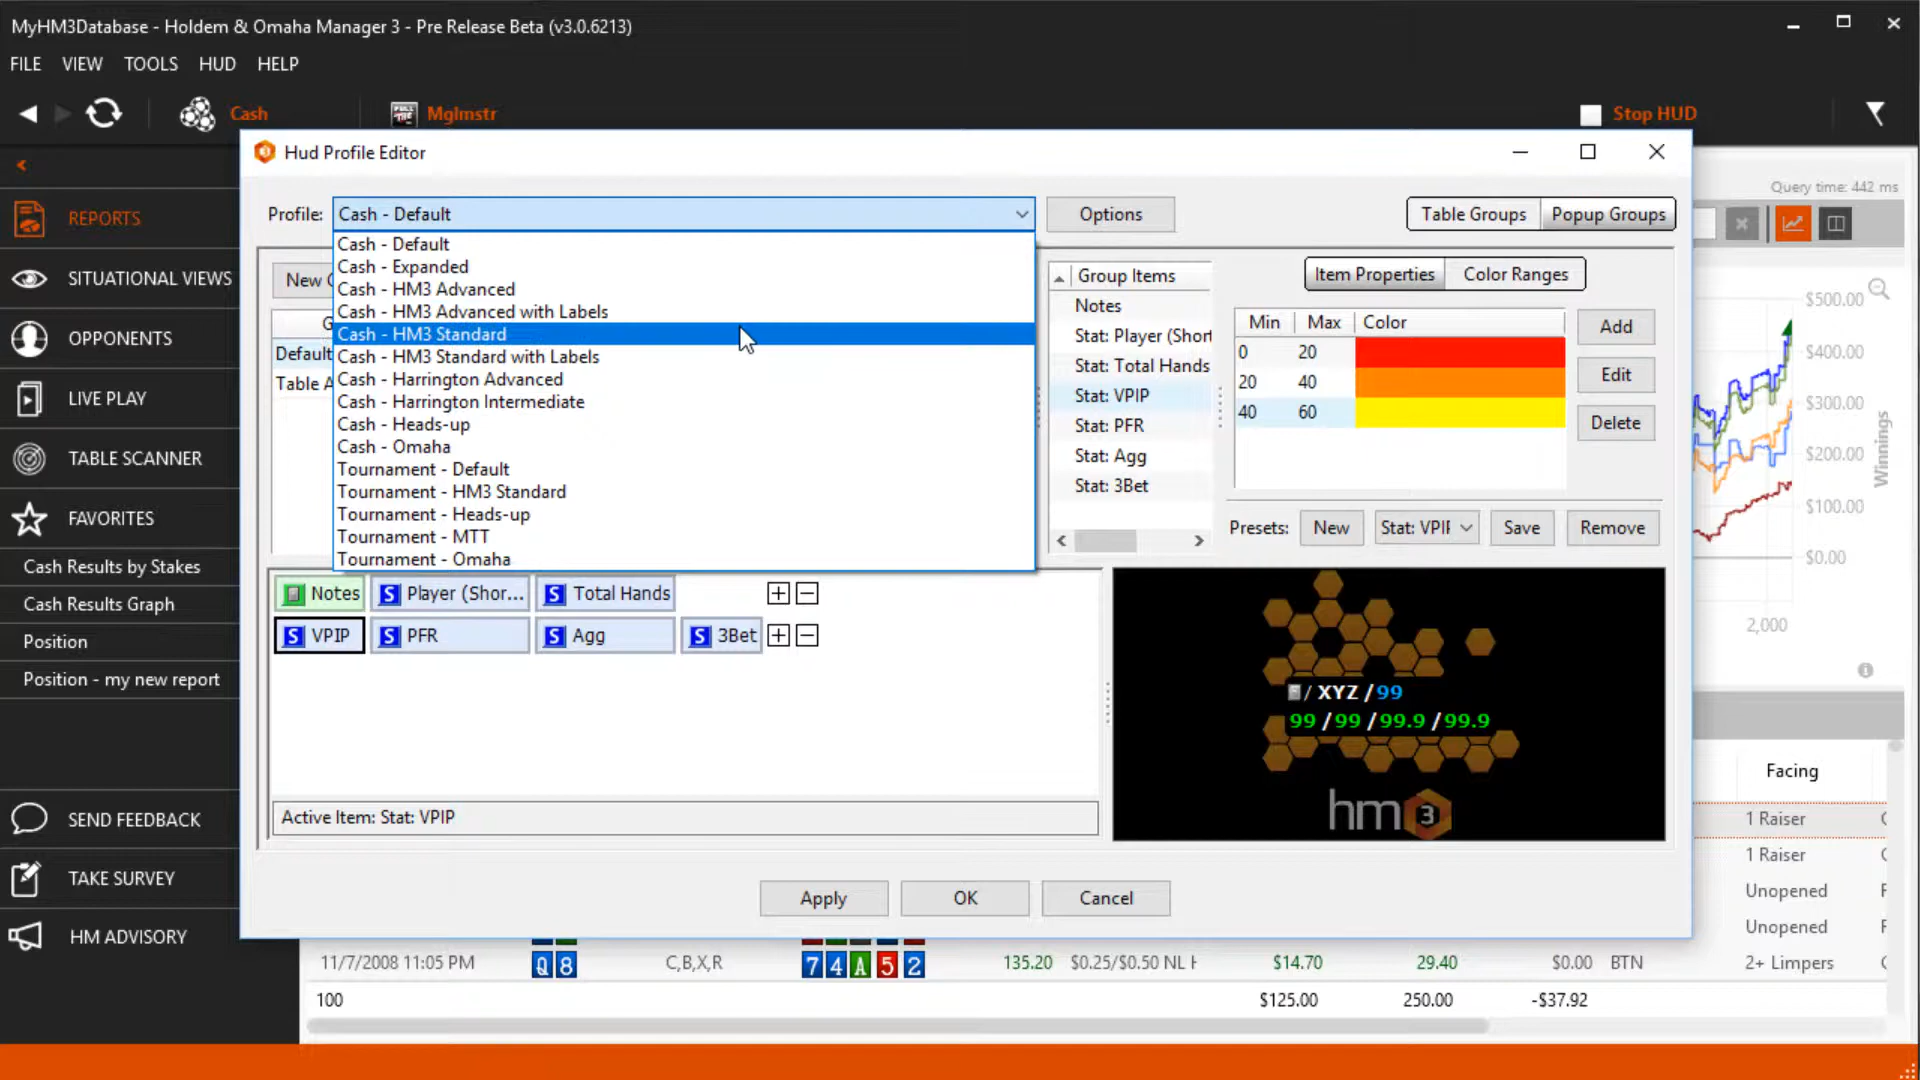 MyHM3Database - Holdem & Omaha Manager 3 - Pre Release Beta (v3.0.6213)
FILE VIEW TOOLS HUD HELP
Cash Mglmstr Stop HUD
Hud Profile Editor
Query time: 442 ms
Profile: Cash - Default Options Table Groups Popup Groups
REPORTS
SITUATIONAL VIEWS
OPPONENTS
LIVE PLAY
TABLE SCANNER
FAVORITES
Cash Results by Stakes
Cash Results Graph
Position
Position - my new report
SEND FEEDBACK
TAKE SURVEY
HM ADVISORY
New
Default
Table A
Cash - Default
Cash - Expanded
Cash - HM3 Advanced
Cash - HM3 Advanced with Labels
Cash - HM3 Standard
Cash - HM3 Standard with Labels
Cash - Harrington Advanced
Cash - Harrington Intermediate
Cash - Heads-up
Cash - Omaha
Tournament - Default
Tournament - HM3 Standard
Tournament - Heads-up
Tournament - MTT
Tournament - Omaha
Group Items
Notes
Stat: Player (Short
Stat: Total Hands
Stat: VPIP
Stat: PFR
Stat: Agg
Stat: 3Bet
Item Properties Color Ranges
Min Max Color
0 20
20 40
40 60
Add
Edit
Delete
Presets: New Stat: VPIP Save Remove
$500.00
$400.00
$300.00
$200.00
$100.00
$0.00
Winnings
2,000
Notes S Player (Shor... S Total Hands
S VPIP S PFR S Agg S 3Bet
/ XYZ / 99
99 / 99 / 99.9 / 99.9
hm 3
Active Item: Stat: VPIP
Apply OK Cancel
Facing
1 Raiser
1 Raiser
Unopened
Unopened
11/7/2008 11:05 PM Q 8 C,B,X,R 7 4 A 5 2 135.20 $0.25/$0.50 NL H $14.70 29.40 $0.00 BTN 2+ Limpers
100 $125.00 250.00 -$37.92